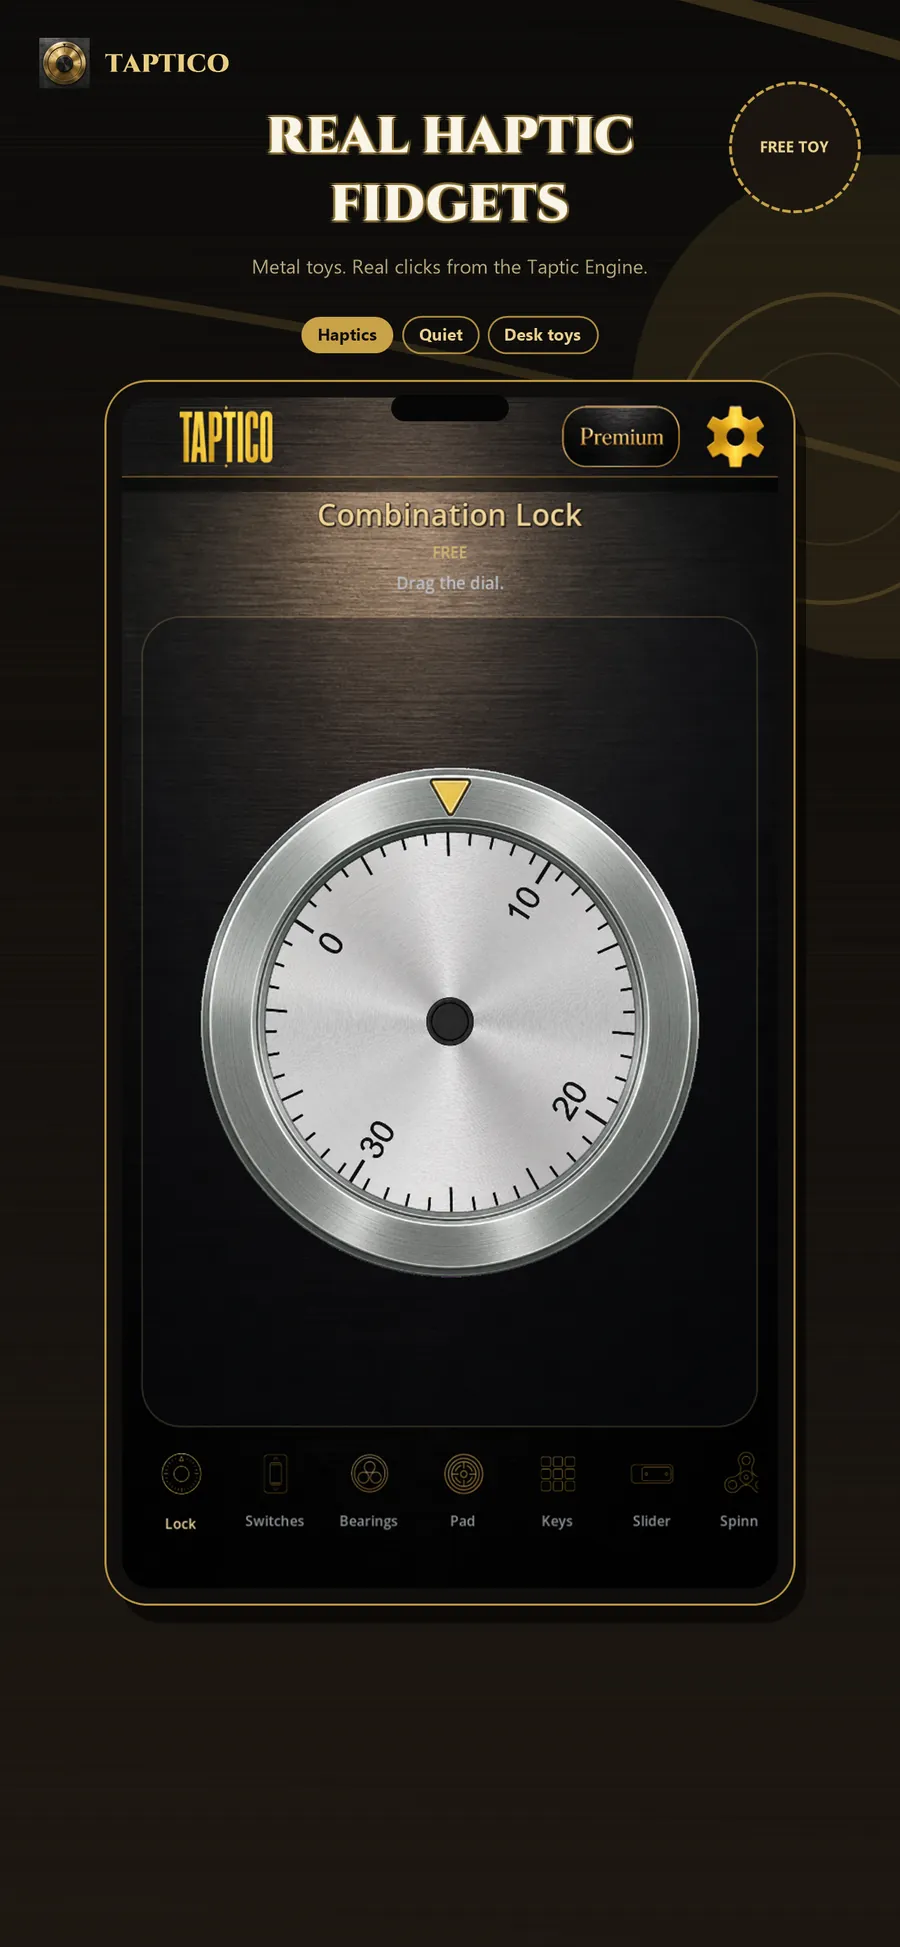 TAPTICO
REAL HAPTIC
FIDGETS
FREE TOY
Metal toys. Real clicks from the Taptic Engine.
Haptics
Quiet
Desk toys
TAPTICO
Premium
Combination Lock
FREE
Drag the dial.
0
10
20
30
Lock
Switches
Bearings
Pad
Keys
Slider
Spinn